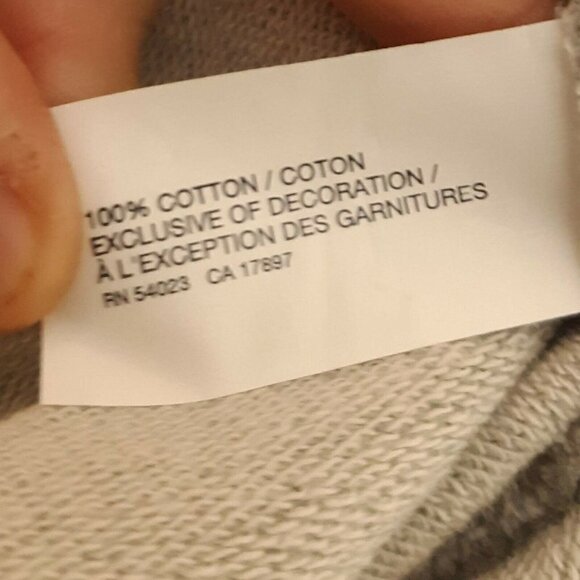 100% COTTON / COTON
EXCLUSIVE OF DECORATION /
À L'EXCEPTION DES GARNITURES
RN 54023 CA 17897